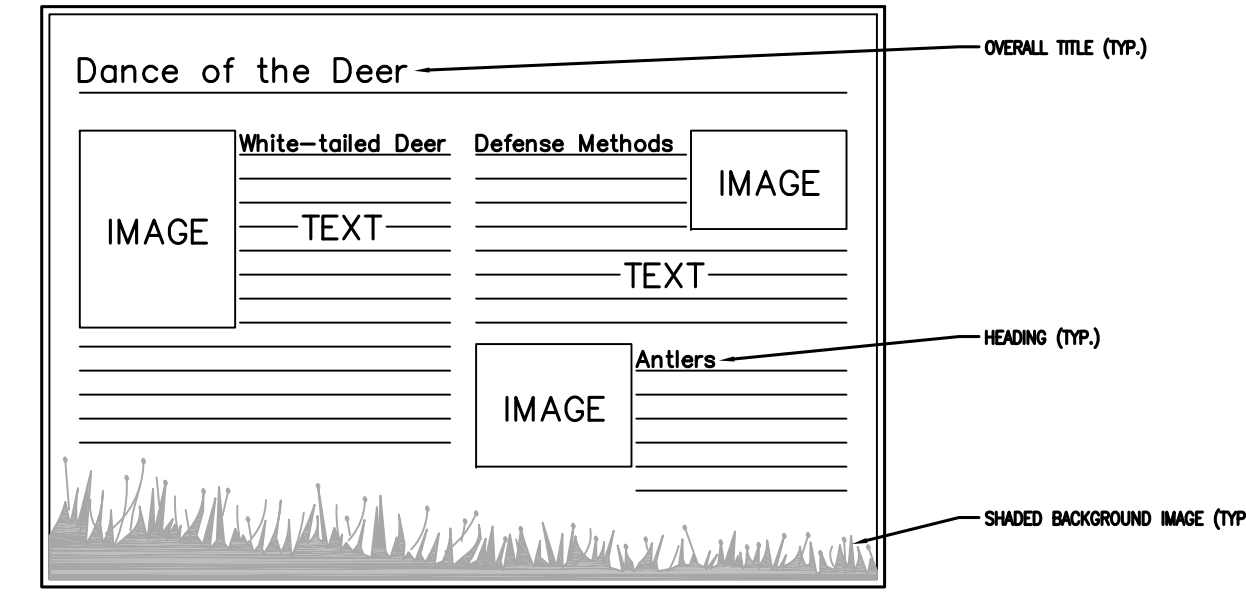 Dance of the Deer
OVERALL TITLE (TYP.)
White-tailed Deer
IMAGE
TEXT
Defense Methods
IMAGE
TEXT
HEADING (TYP.)
Antlers
IMAGE
SHADED BACKGROUND IMAGE (TYP